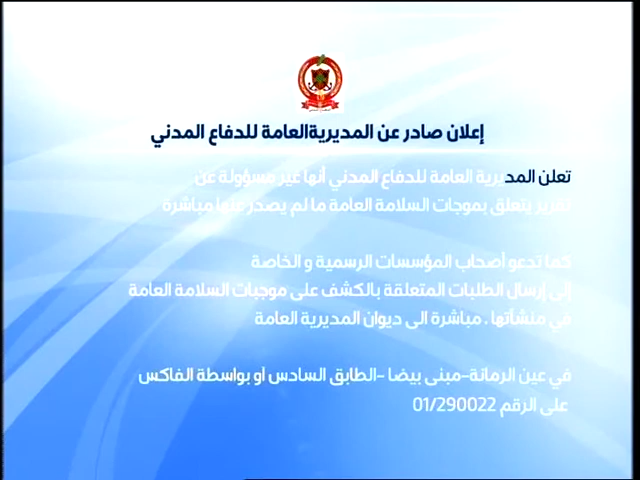 إعلان صادر عن المديريةالعامة للدفاع المدني
تعلن المديرية العامة للدفاع المدني أنها غير مسؤولة عن
تقرير يتعلق بموجات السلامة العامة ما لم يصدر عنها مباشرة
كما تدعو أصحاب المؤسسات الرسمية و الخاصة
إلى إرسال الطلبات المتعلقة بالكشف على موجبات السلامة العامة
في منشآتها . مباشرة الى ديوان المديرية العامة
في عين الرمانة-مبنى بيضا -الطابق السادس أو بواسطة الفاكس
على الرقم 01/290022